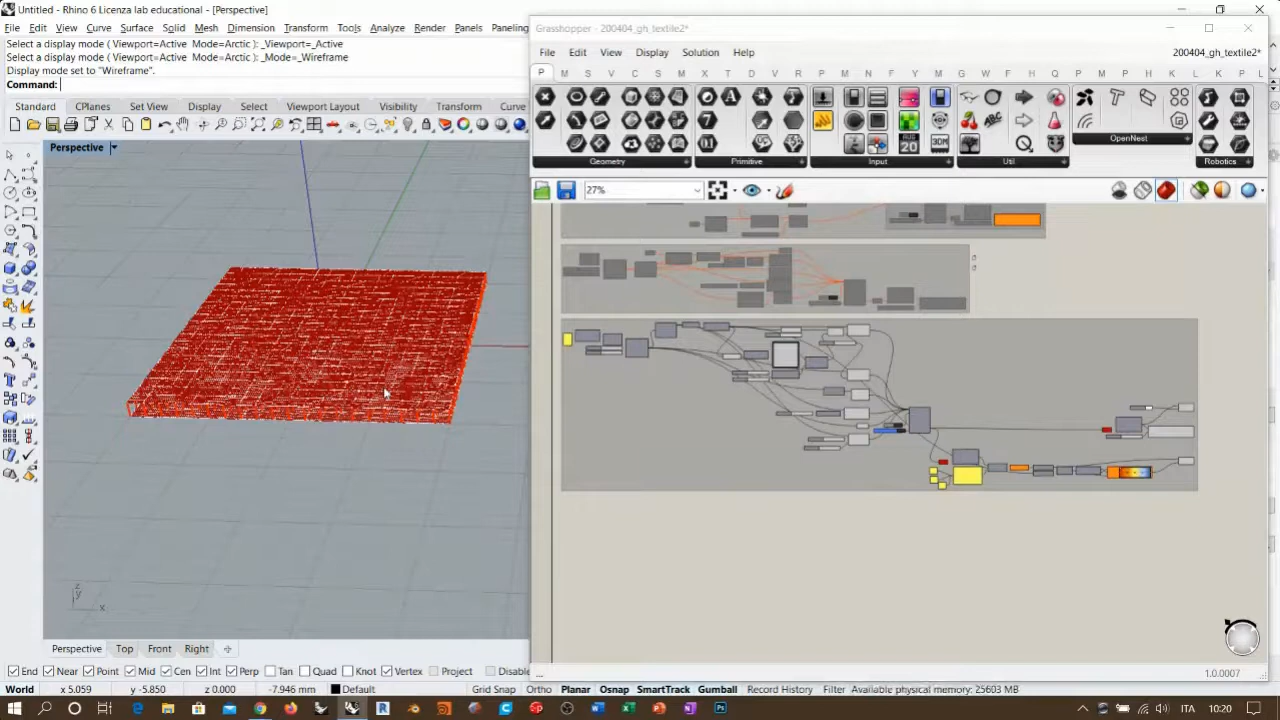 Untitled - Rhino 6 Licenza lab educational - [Perspective]
File Edit View Curve Surface Solid Mesh Dimension Transform Tools Analyze Render Panels Paneling
Select a display mode ( Viewport=Active Mode=Arctic ): _Viewport=_Active
Select a display mode ( Viewport=Active Mode=Arctic ): _Mode=_Wireframe
Display mode set to "Wireframe".
Command:
Standard CPlanes Set View Display Select Viewport Layout Visibility Transform Curve
Perspective
Grasshopper - 200404_gh_textile2*
File Edit View Display Solution Help 200404_gh_textile2*
P M S V C I S M X T D V R P M N F Y M G W F H D P M S A K L P L
Geometry Primitive Input Util OpenNest Robotics
27%
z
y
x
1.0.0007
Perspective Top Front Right
End Near Point Mid Cen Int Perp Tan Quad Knot Vertex Project Disable
World x 5.059 y -5.850 z 0.000 -7.946 mm Default Grid Snap Ortho Planar Osnap SmartTrack Gumball Record History Filter Available physical memory: 25603 MB
ITA 10:20